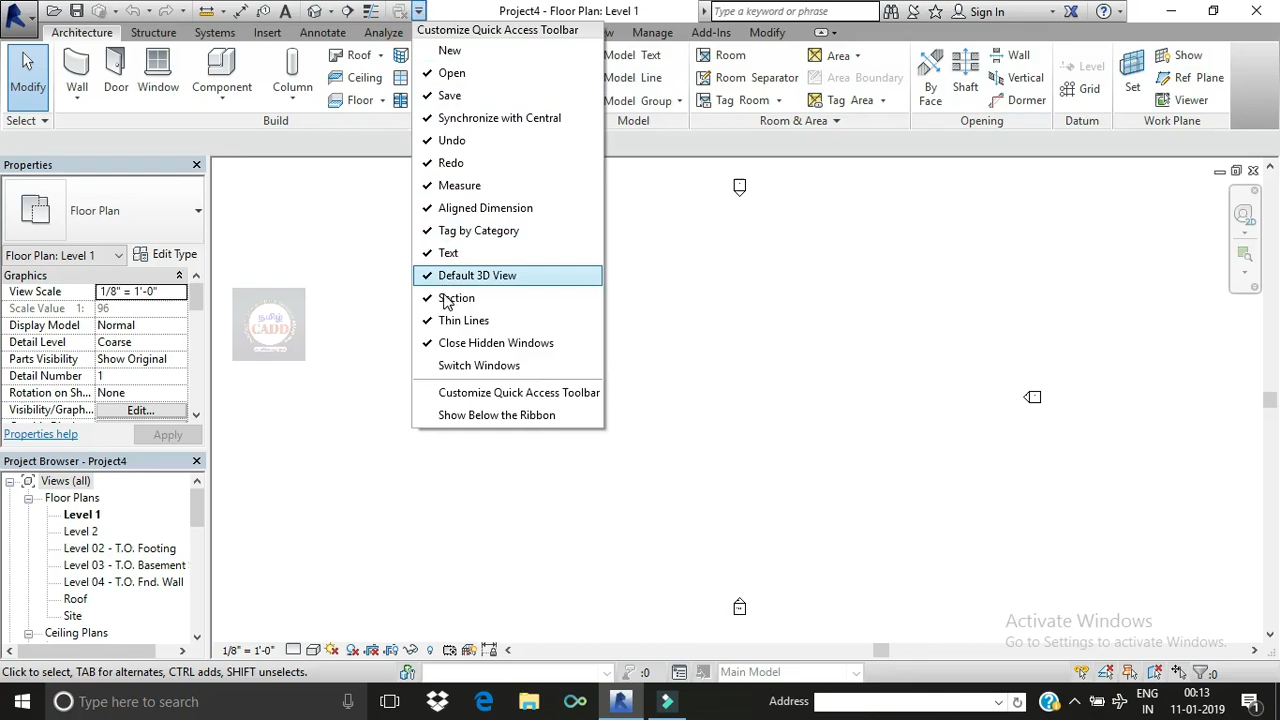 Project4 - Floor Plan: Level 1
Type a keyword or phrase
Sign In
Architecture Structure Systems Insert Annotate Analyze Manage Add-Ins Modify
Customize Quick Access Toolbar
New
Open
Save
Synchronize with Central
Undo
Redo
Measure
Aligned Dimension
Tag by Category
Text
Default 3D View
Section
Thin Lines
Close Hidden Windows
Switch Windows
Customize Quick Access Toolbar
Show Below the Ribbon
Modify
Select
Wall
Door
Window
Component
Column
Roof
Ceiling
Floor
Build
Model Text
Model Line
Model Group
Model
Room
Room Separator
Tag Room
Area
Area Boundary
Tag Area
Room & Area
By Face
Shaft
Wall
Vertical
Dormer
Opening
Level
Grid
Datum
Set
Show
Ref Plane
Viewer
Work Plane
Properties
Floor Plan
Floor Plan: Level 1
Edit Type
Graphics
View Scale 1/8" = 1'-0"
Scale Value 1: 96
Display Model Normal
Detail Level Coarse
Parts Visibility Show Original
Detail Number 1
Rotation on Sh... None
Visibility/Graph... Edit...
Properties help
Apply
Project Browser - Project4
Views (all)
Floor Plans
Level 1
Level 2
Level 02 - T.O. Footing
Level 03 - T.O. Basement
Level 04 - T.O. Fnd. Wall
Roof
Site
Ceiling Plans
தமிழ்
CADD
Activate Windows
Go to Settings to activate Windows.
1/8" = 1'-0"
Click to select, TAB for alternates, CTRL adds, SHIFT unselects.
:0
Main Model
:0
Type here to search
Address
ENG
IN
00:13
11-01-2019